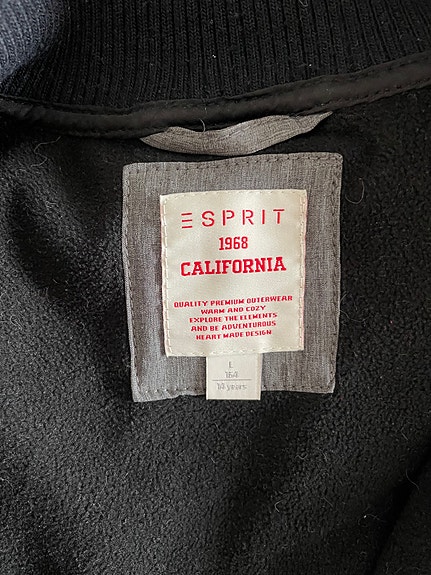 ESPRIT
1968
CALIFORNIA
QUALITY PREMIUM OUTERWEAR
WARM AND COZY
EXPLORE THE ELEMENTS
AND BE ADVENTUROUS
HEART MADE DESIGN
L
164
14 years